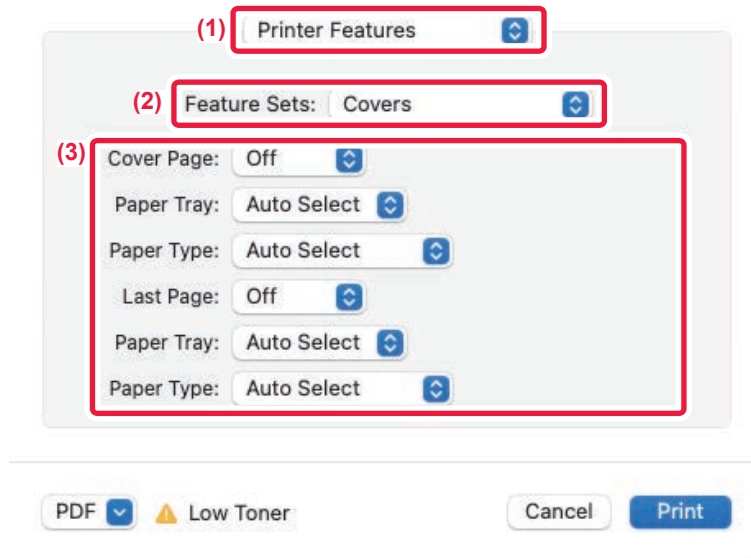 (1) Printer Features
(2) Feature Sets: Covers
(3) Cover Page: Off
Paper Tray: Auto Select
Paper Type: Auto Select
Last Page: Off
Paper Tray: Auto Select
Paper Type: Auto Select
PDF Low Toner Cancel Print